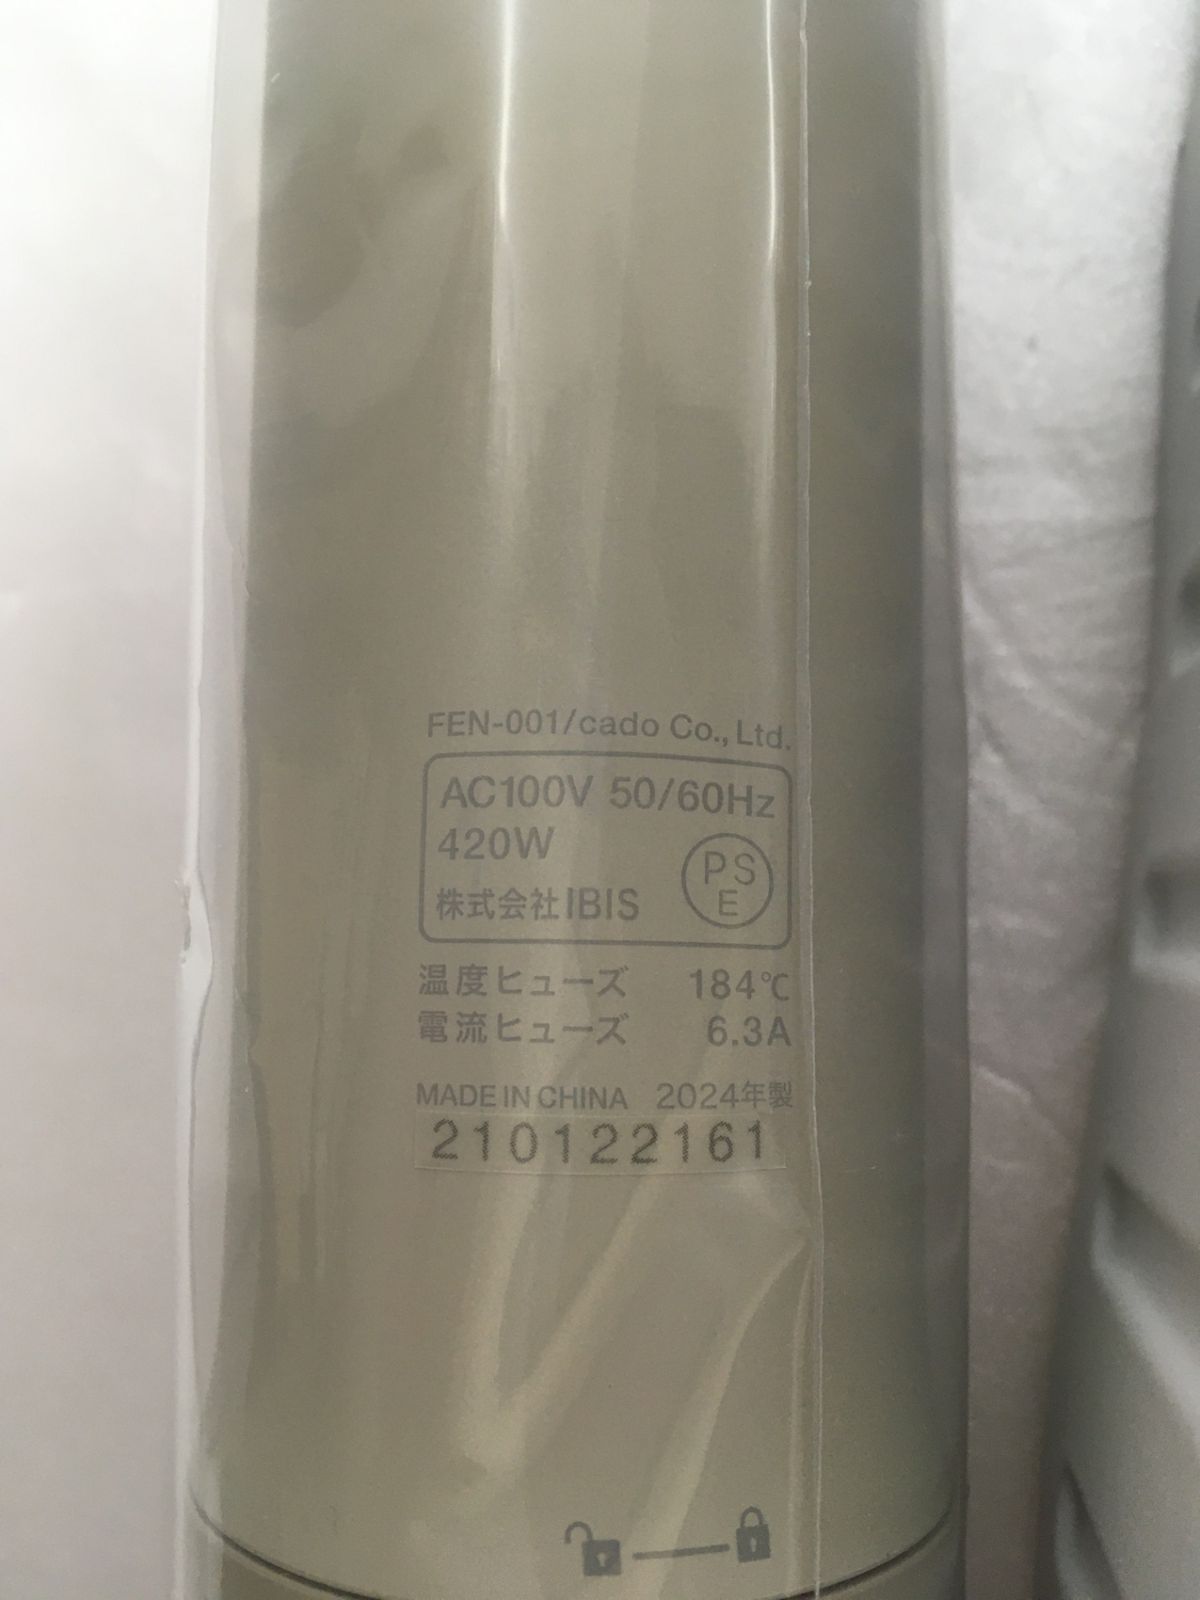 FEN-001/cado Co., Ltd.
AC100V 50/60Hz
420W
PS
E
株式会社IBIS
温度ヒューズ 184℃
電流ヒューズ 6.3A
MADE IN CHINA 2024年製
210122161